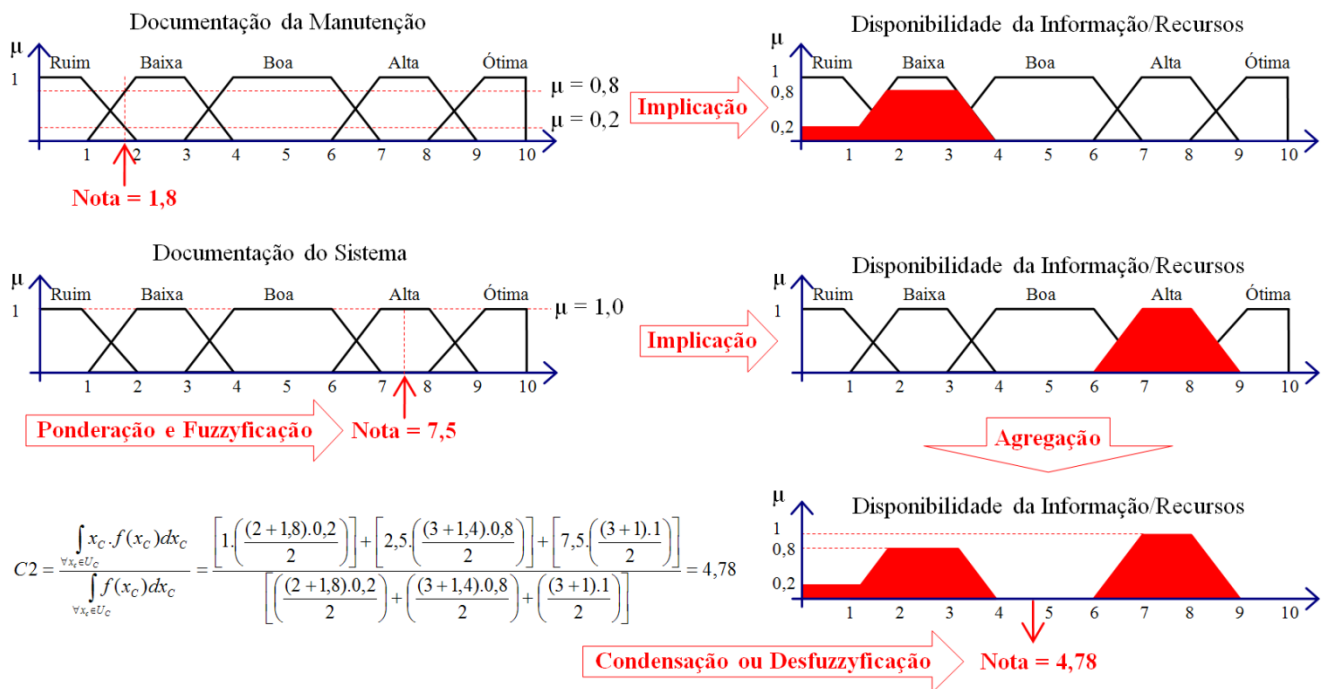 Documentação da Manutenção
μ
Ruim Baixa Boa Alta Ótima
1
μ = 0,8
μ = 0,2
1 2 3 4 5 6 7 8 9 10
Nota = 1,8
Implicação
Disponibilidade da Informação/Recursos
μ
Ruim Baixa Boa Alta Ótima
1
0,8
0,2
1 2 3 4 5 6 7 8 9 10
Documentação do Sistema
μ
Ruim Baixa Boa Alta Ótima
1
μ = 1,0
1 2 3 4 5 6 7 8 9 10
Ponderação e Fuzzyficação
Nota = 7,5
Implicação
Disponibilidade da Informação/Recursos
μ
Ruim Baixa Boa Alta Ótima
1
1 2 3 4 5 6 7 8 9 10
Agregação
C2 = ∫_{∀x_c∈U_C} x_C . f(x_C)dx_C / ∫_{∀x_c∈U_C} f(x_C)dx_C = [1.((2+1,8).0,2 / 2)] + [2,5.((3+1,4).0,8 / 2)] + [7,5.((3+1).1 / 2)] / [((2+1,8).0,2 / 2) + ((3+1,4).0,8 / 2) + ((3+1).1 / 2)] = 4,78
Disponibilidade da Informação/Recursos
μ
1
0,8
0,2
1 2 3 4 5 6 7 8 9 10
Condensação ou Desfuzzyficação
Nota = 4,78